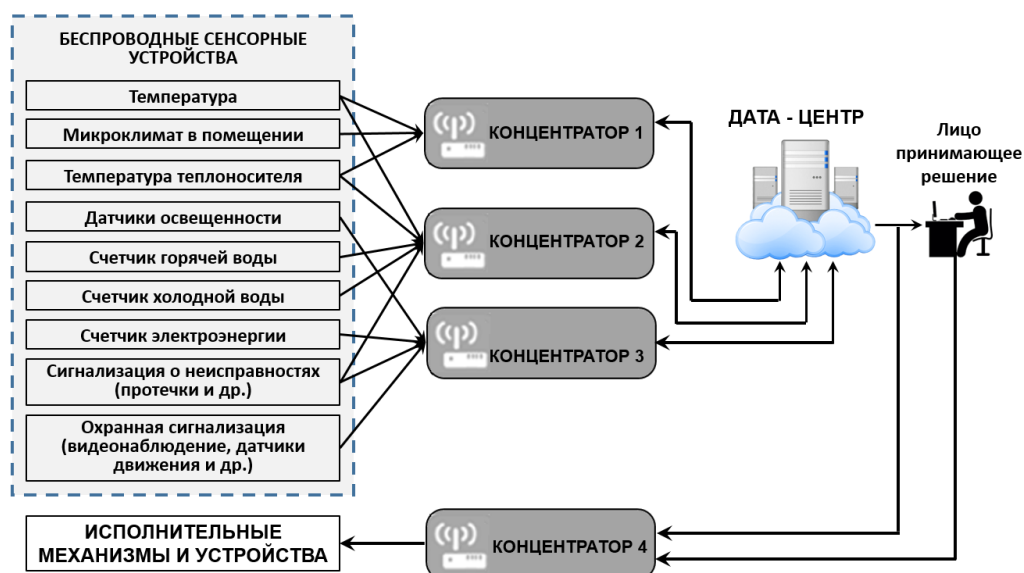 БЕСПРОВОДНЫЕ СЕНСОРНЫЕ
УСТРОЙСТВА
Температура
Микроклимат в помещении
Температура теплоносителя
Датчики освещенности
Счетчик горячей воды
Счетчик холодной воды
Счетчик электроэнергии
Сигнализация о неисправностях
(протечки и др.)
Охранная сигнализация
(видеонаблюдение, датчики
движения и др.)
ИСПОЛНИТЕЛЬНЫЕ
МЕХАНИЗМЫ И УСТРОЙСТВА
КОНЦЕНТРАТОР 1
КОНЦЕНТРАТОР 2
КОНЦЕНТРАТОР 3
КОНЦЕНТРАТОР 4
ДАТА - ЦЕНТР
Лицо
принимающее
решение